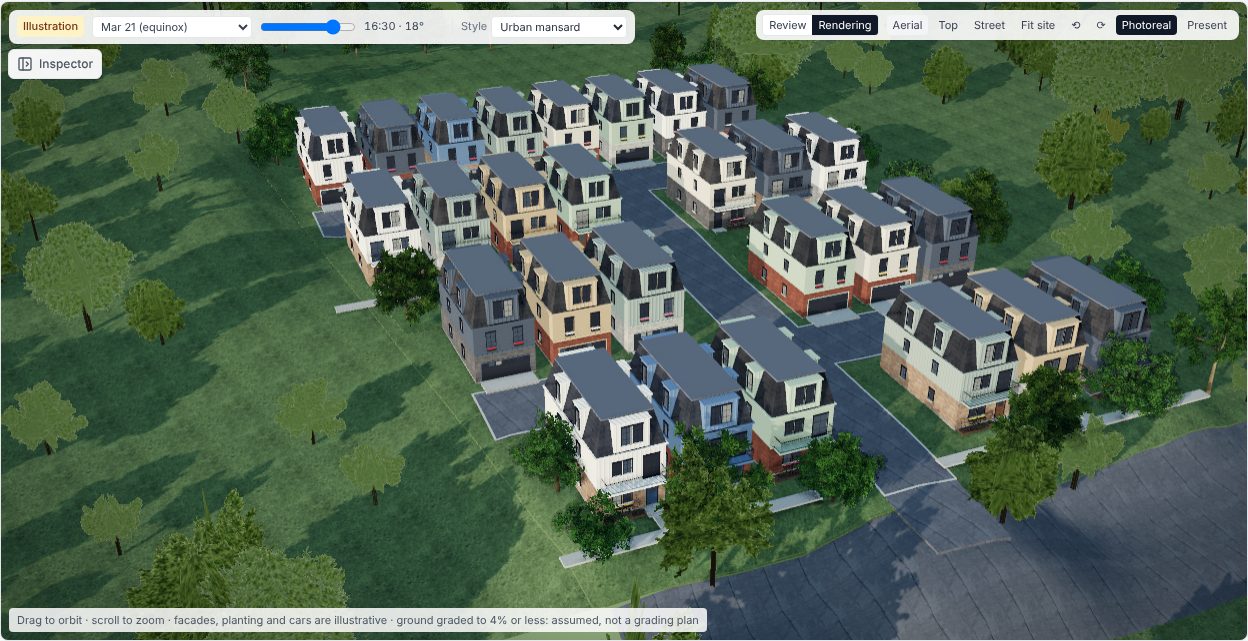 Illustration
Mar 21 (equinox)
16:30 · 18°
Style
Urban mansard
Review
Rendering
Aerial
Top
Street
Fit site
Photoreal
Present
Inspector
Drag to orbit · scroll to zoom · facades, planting and cars are illustrative · ground graded to 4% or less: assumed, not a grading plan